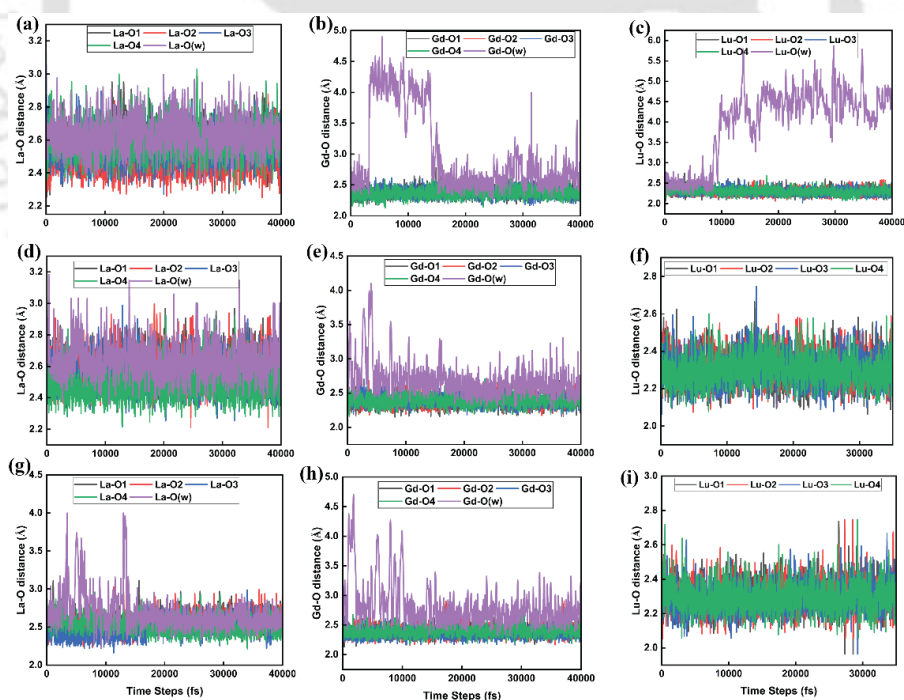 (a)
La-O1 La-O2 La-O3
La-O4 La-O(w)
La-O distance (Å)
3.3
3.0
2.8
2.6
2.4
2.2
0 10000 20000 30000 40000
(b)
Gd-O1 Gd-O2 Gd-O3
Gd-O4 Gd-O(w)
Gd-O distance (Å)
5.0
4.5
4.0
3.5
3.0
2.5
2.0
0 10000 20000 30000 40000
(c)
Lu-O1 Lu-O2 Lu-O3
Lu-O4 Lu-O(w)
Lu-O distance (Å)
6.0
5.5
5.0
4.5
4.0
3.5
3.0
2.5
2.0
0 10000 20000 30000 40000
(d)
La-O1 La-O2 La-O3
La-O4 La-O(w)
La-O distance (Å)
3.2
3.0
2.8
2.6
2.4
2.2
0 10000 20000 30000 40000
(e)
Gd-O1 Gd-O2 Gd-O3
Gd-O4 Gd-O(w)
Gd-O distance (Å)
4.5
4.0
3.5
3.0
2.5
2.0
0 10000 20000 30000 40000
(f)
Lu-O1 Lu-O2 Lu-O3 Lu-O4
Lu-O distance (Å)
2.8
2.6
2.4
2.2
2.0
0 10000 20000 30000
(g)
La-O1 La-O2 La-O3
La-O4 La-O(w)
La-O distance (Å)
4.5
4.0
3.5
3.0
2.5
2.0
0 10000 20000 30000 40000
Time Steps (fs)
(h)
Gd-O1 Gd-O2 Gd-O3
Gd-O4 Gd-O(w)
Gd-O distance (Å)
5.0
4.5
4.0
3.5
3.0
2.5
2.0
0 10000 20000 30000 40000
Time Steps (fs)
(i)
Lu-O1 Lu-O2 Lu-O3 Lu-O4
Lu-O distance (Å)
3.0
2.8
2.6
2.4
2.2
2.0
0 10000 20000 30000
Time Steps (fs)